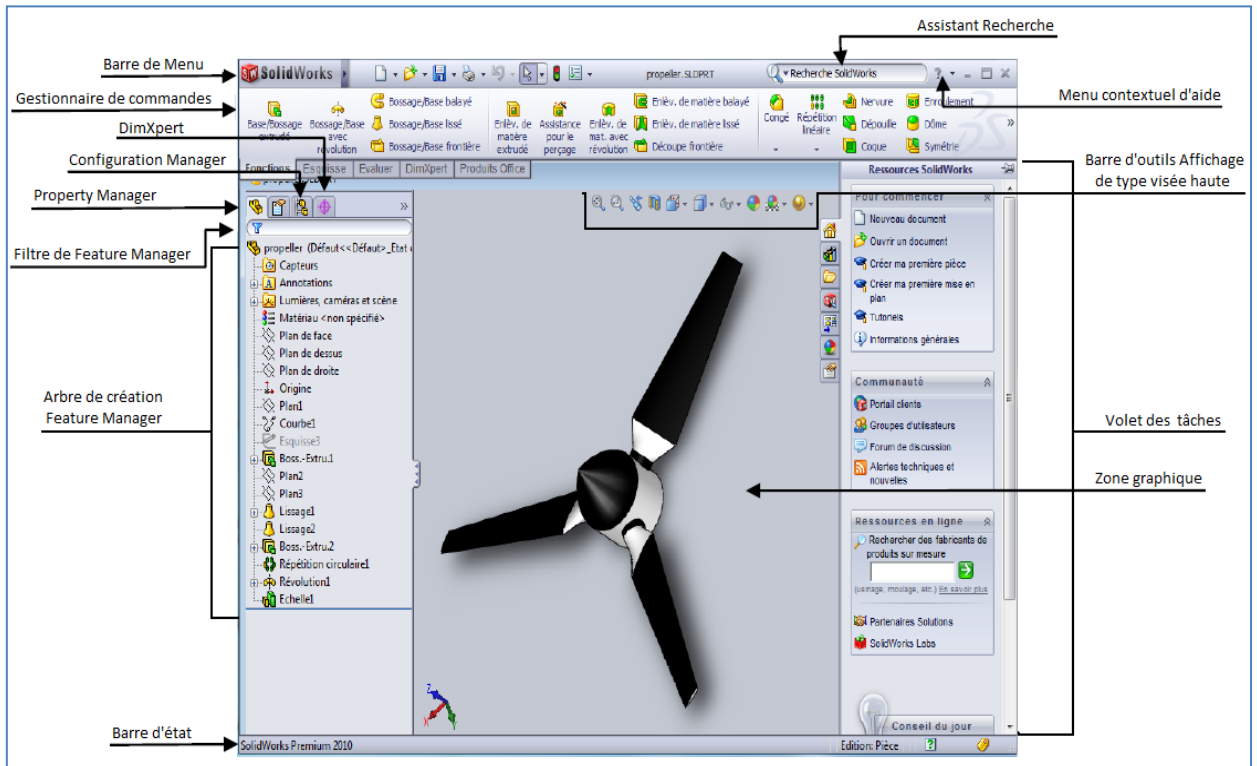 Assistant Recherche
Barre de Menu
Gestionnaire de commandes
DimXpert
Configuration Manager
Property Manager
Filtre de Feature Manager
Arbre de création
Feature Manager
Barre d'état
SolidWorks
propeller.SLDPRT
Recherche SolidWorks
?
Base/Bossage
extrudé
Bossage/Base
avec
révolution
Bossage/Base balayé
Bossage/Base lissé
Bossage/Base frontière
Enlèv. de
matière
extrudé
Assistance
pour le
perçage
Enlèv. de
mat. avec
révolution
Enlèv. de matière balayé
Enlèv. de matière lissé
Découpe frontière
Congé
Répétition
linéaire
Nervure
Dépouille
Coque
Enroulement
Dôme
Symétrie
Fonctions
Esquisse
Evaluer
DimXpert
Produits Office
propeller (Défaut<<Défaut>_Etat
Capteurs
Annotations
Lumières, caméras et scène
Matériau <non spécifié>
Plan de face
Plan de dessus
Plan de droite
Origine
Plan1
Courbe1
Esquisse3
Boss.-Extru.1
Plan2
Plan3
Lissage1
Lissage2
Boss.-Extru.2
Répétition circulaire1
Révolution1
Echelle1
Z
X
Y
Ressources SolidWorks
Pour commencer
Nouveau document
Ouvrir un document
Créer ma première pièce
Créer ma première mise en
plan
Tutoriels
Informations générales
Communauté
Portail clients
Groupes d'utilisateurs
Forum de discussion
Alertes techniques et
nouvelles
Ressources en ligne
Rechercher des fabricants de
produits sur mesure
(usinage, moulage, etc.) En savoir plus
Partenaires Solutions
SolidWorks Labs
Conseil du jour
SolidWorks Premium 2010
Edition: Pièce
Menu contextuel d'aide
Barre d'outils Affichage
de type visée haute
Volet des tâches
Zone graphique